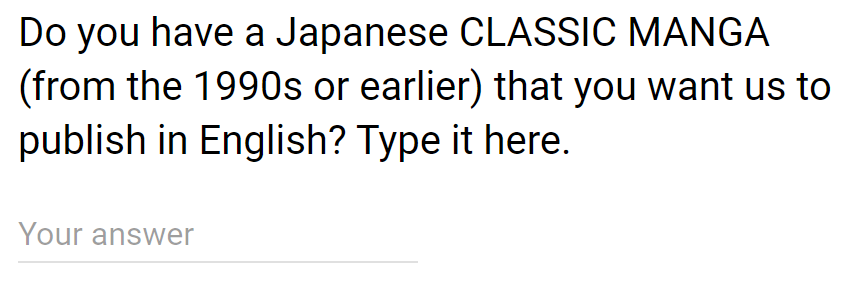 Do you have a Japanese CLASSIC MANGA
(from the 1990s or earlier) that you want us to
publish in English? Type it here.
Your answer